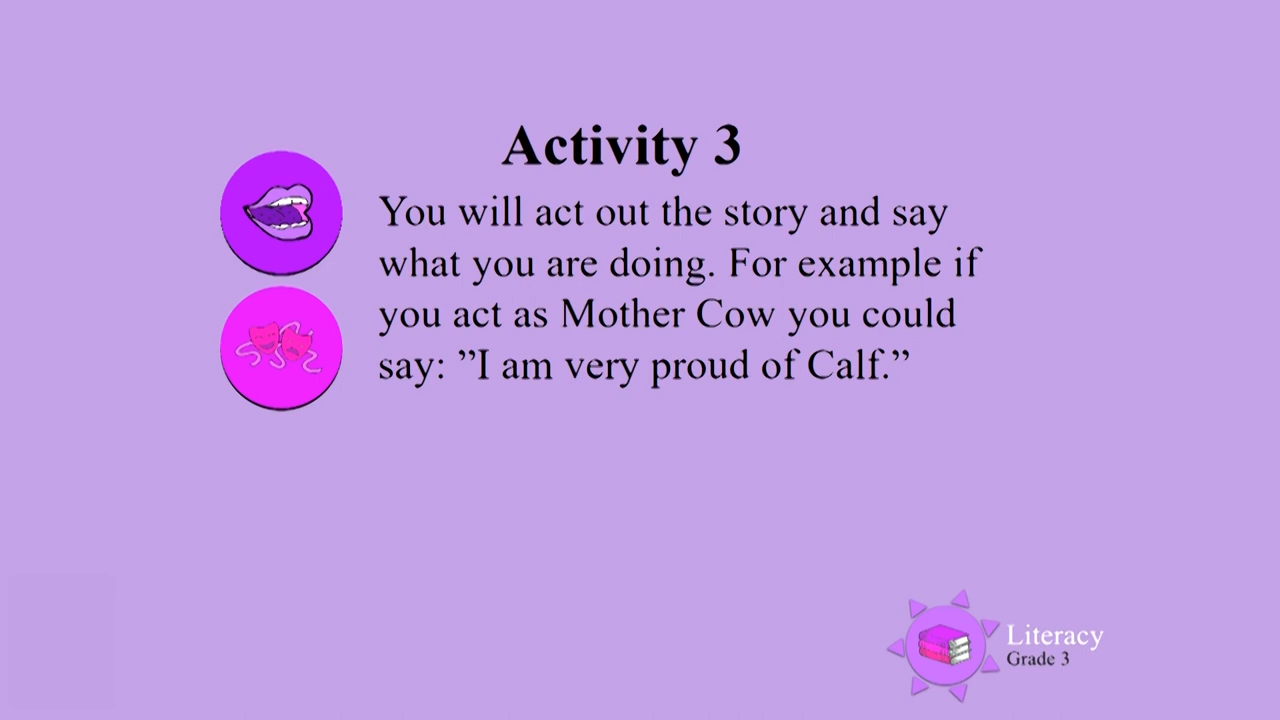 Activity 3
You will act out the story and say
what you are doing. For example if
you act as Mother Cow you could
say: ”I am very proud of Calf.”
Literacy
Grade 3